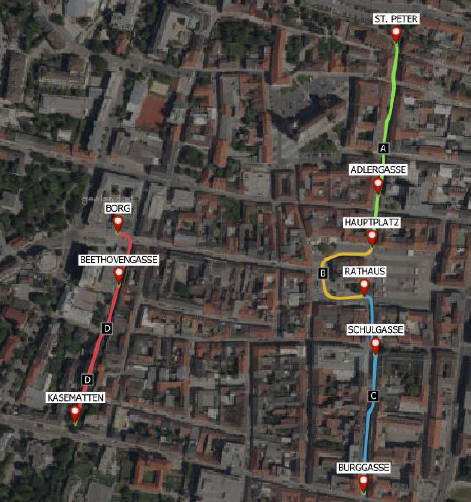 ST. PETER
A
ADLERGASSE
BORG
HAUPTPLATZ
BEETHOVENGASSE
B
RATHAUS
D
SCHULGASSE
D
C
KASEMATTEN
BURGGASSE